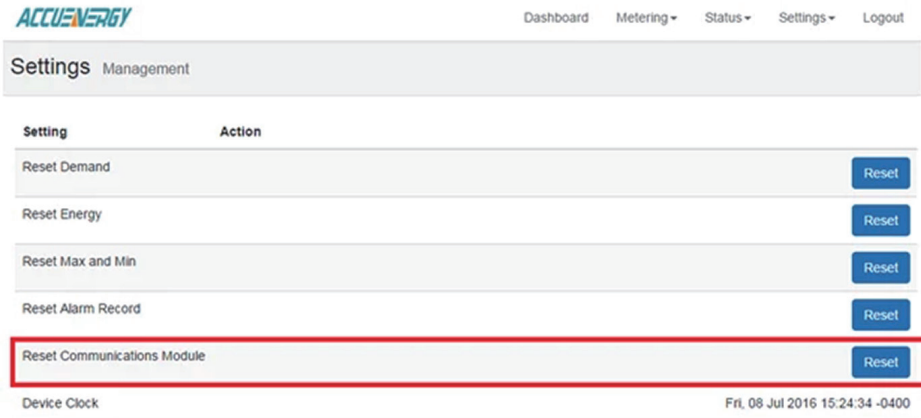 ACCUENERGY
Dashboard Metering Status Settings Logout
Settings Management
Setting Action
Reset Demand Reset
Reset Energy Reset
Reset Max and Min Reset
Reset Alarm Record Reset
Reset Communications Module Reset
Device Clock Fri, 08 Jul 2016 15:24:34 -0400